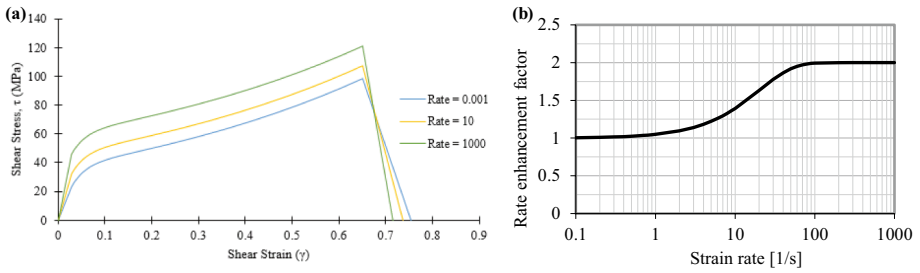 (a)
140
120
100
80
60
40
20
0
Shear Stress, τ (MPa)
0 0.1 0.2 0.3 0.4 0.5 0.6 0.7 0.8 0.9
Shear Strain (γ)
Rate = 0.001
Rate = 10
Rate = 1000
(b)
2.5
2
1.5
1
0.5
0
Rate enhancement factor
0.1 1 10 100 1000
Strain rate [1/s]